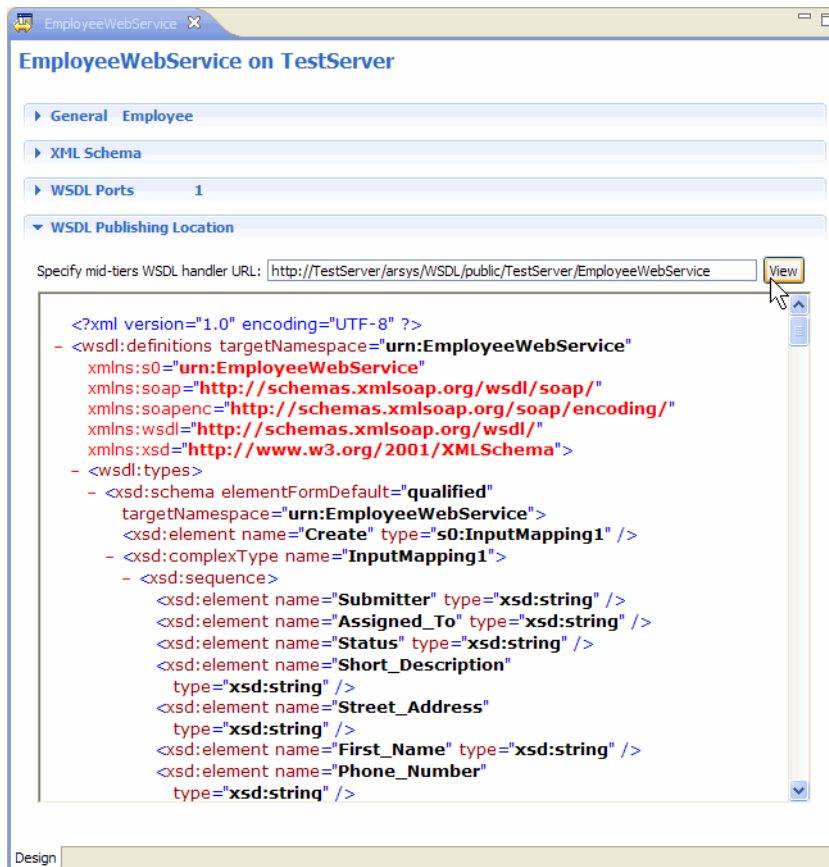 EmployeeWebService
EmployeeWebService on TestServer
General Employee
XML Schema
WSDL Ports 1
WSDL Publishing Location
Specify mid-tiers WSDL handler URL: http://TestServer/arsys/WSDL/public/TestServer/EmployeeWebService View
<?xml version="1.0" encoding="UTF-8" ?>
- <wsdl:definitions targetNamespace="urn:EmployeeWebService"
xmlns:s0="urn:EmployeeWebService"
xmlns:soap="http://schemas.xmlsoap.org/wsdl/soap/"
xmlns:soapenc="http://schemas.xmlsoap.org/soap/encoding/"
xmlns:wsdl="http://schemas.xmlsoap.org/wsdl/"
xmlns:xsd="http://www.w3.org/2001/XMLSchema">
- <wsdl:types>
- <xsd:schema elementFormDefault="qualified"
targetNamespace="urn:EmployeeWebService">
<xsd:element name="Create" type="s0:InputMapping1" />
- <xsd:complexType name="InputMapping1">
- <xsd:sequence>
<xsd:element name="Submitter" type="xsd:string" />
<xsd:element name="Assigned_To" type="xsd:string" />
<xsd:element name="Status" type="xsd:string" />
<xsd:element name="Short_Description"
type="xsd:string" />
<xsd:element name="Street_Address"
type="xsd:string" />
<xsd:element name="First_Name" type="xsd:string" />
<xsd:element name="Phone_Number"
type="xsd:string" />
Design